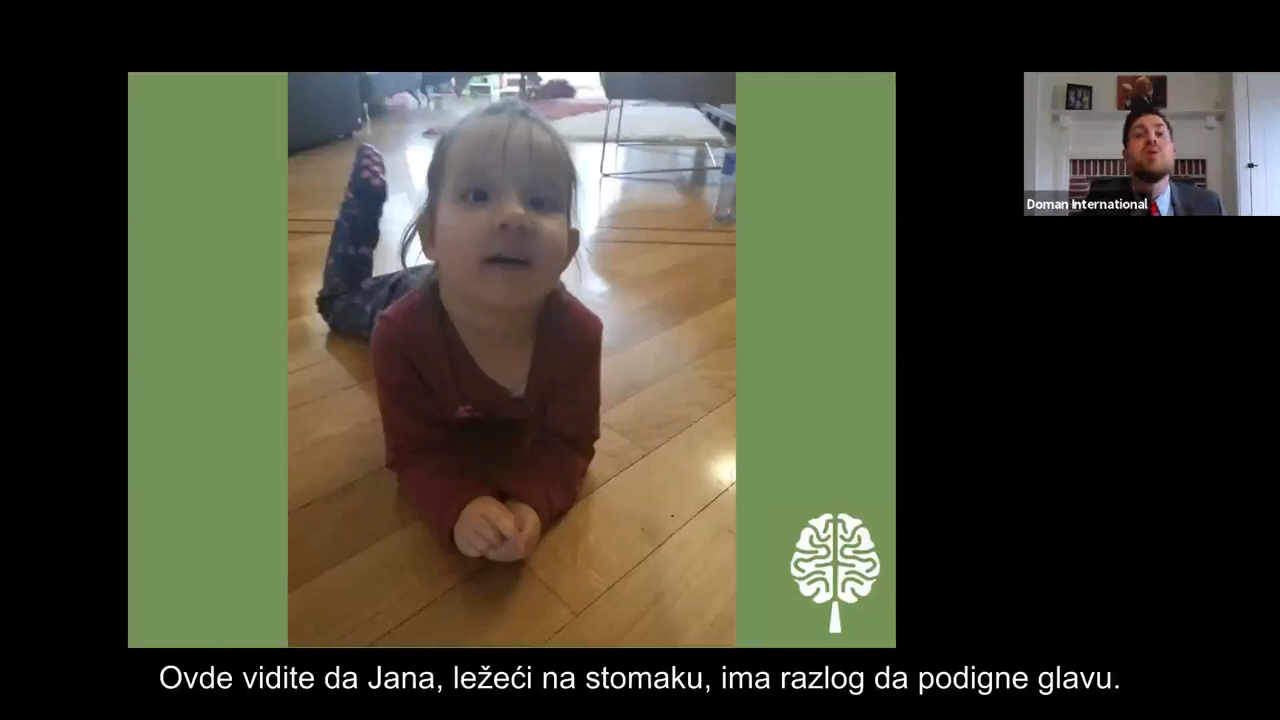 Doman International
Ovde vidite da Jana, ležeći na stomaku, ima razlog da podigne glavu.